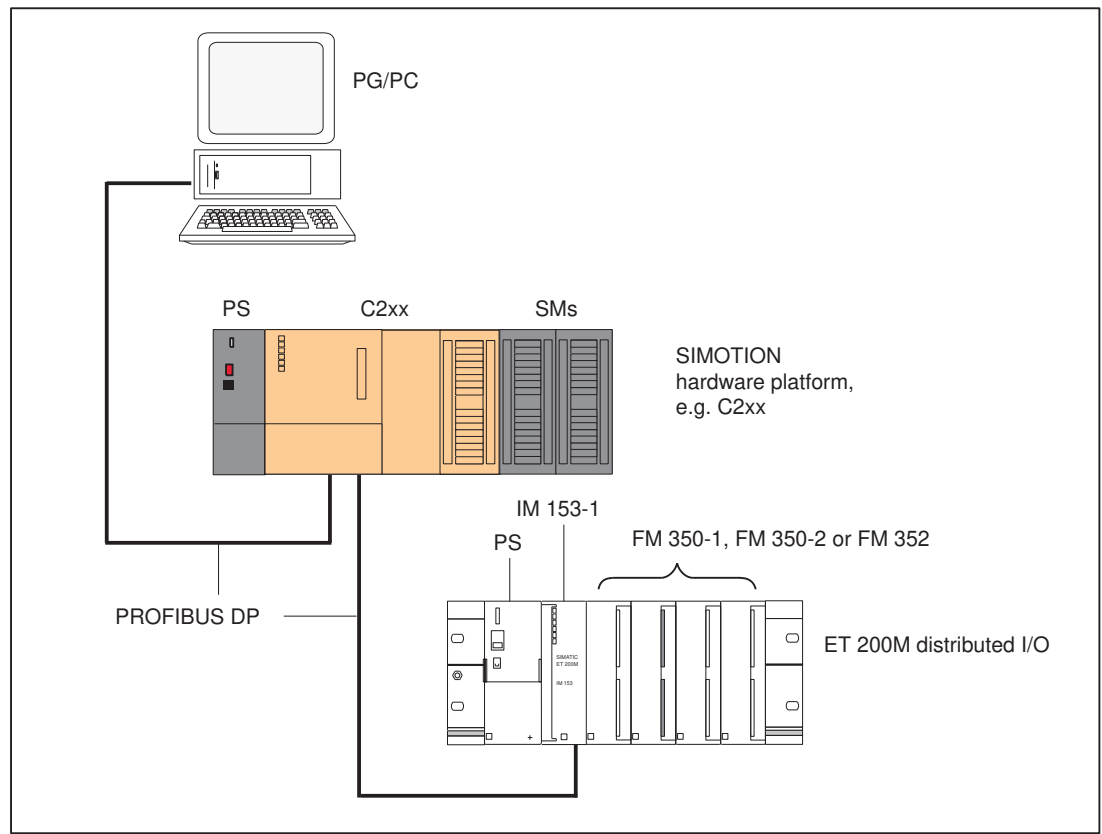 PG/PC
PS
C2xx
SMs
SIMOTION
hardware platform,
e.g. C2xx
IM 153-1
PS
FM 350-1, FM 350-2 or FM 352
PROFIBUS DP
ET 200M distributed I/O
SIMATIC
ET 200M
IM 153